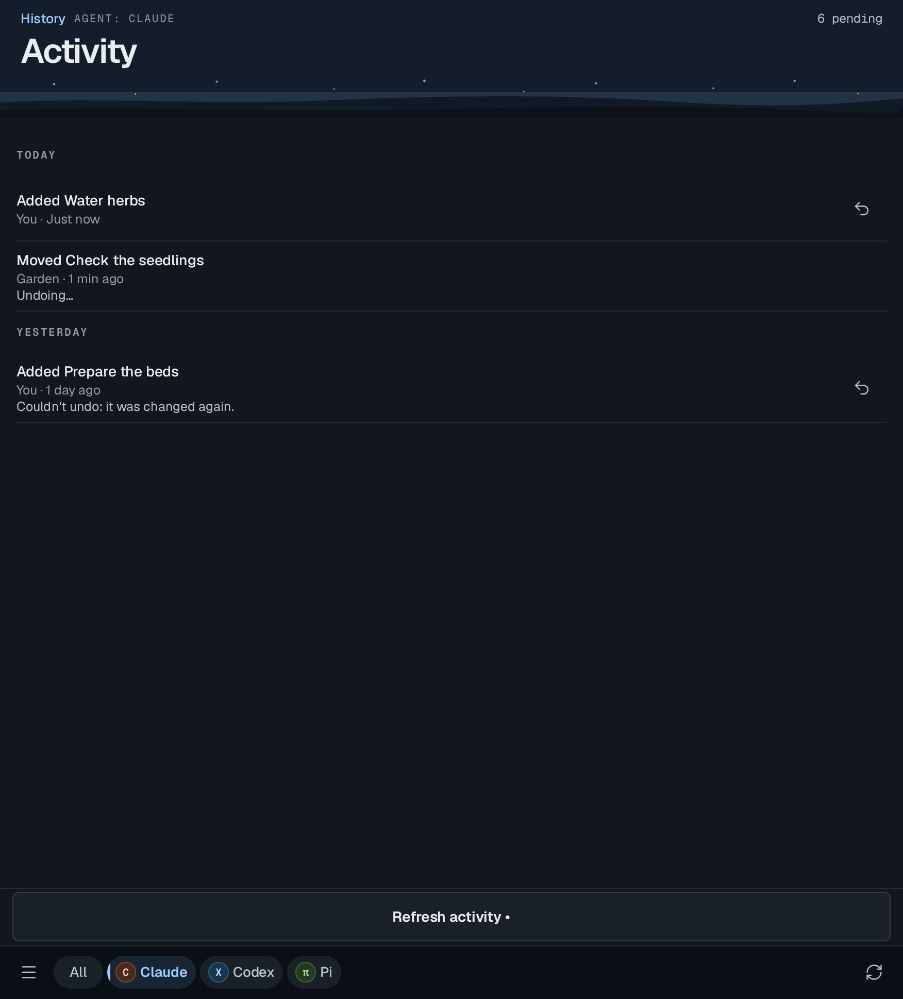 History AGENT: CLAUDE 6 pending
Activity
TODAY
Added Water herbs
You · Just now
Moved Check the seedlings
Garden · 1 min ago
Undoing…
YESTERDAY
Added Prepare the beds
You · 1 day ago
Couldn't undo: it was changed again.
Refresh activity •
All C Claude X Codex π Pi